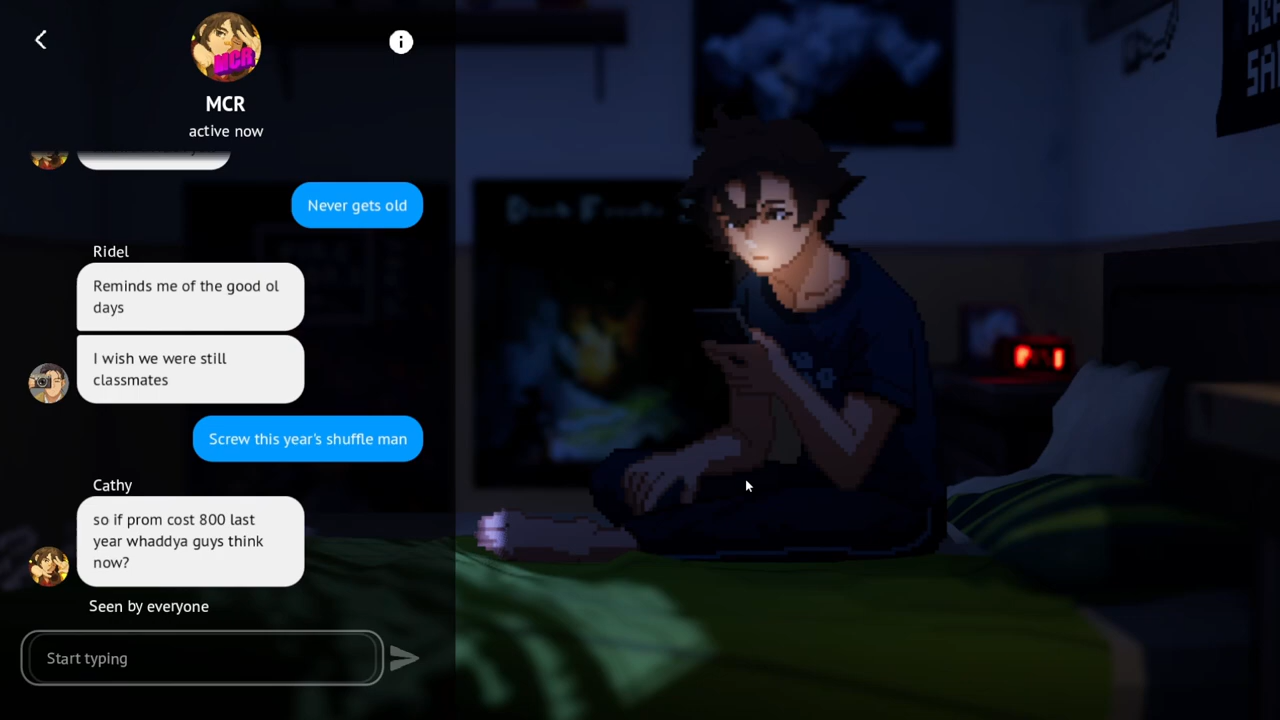 MCR
MCR
active now
Never gets old
Ridel
Reminds me of the good ol
days
I wish we were still
classmates
Screw this year's shuffle man
Cathy
so if prom cost 800 last
year whaddya guys think
now?
Seen by everyone
Start typing